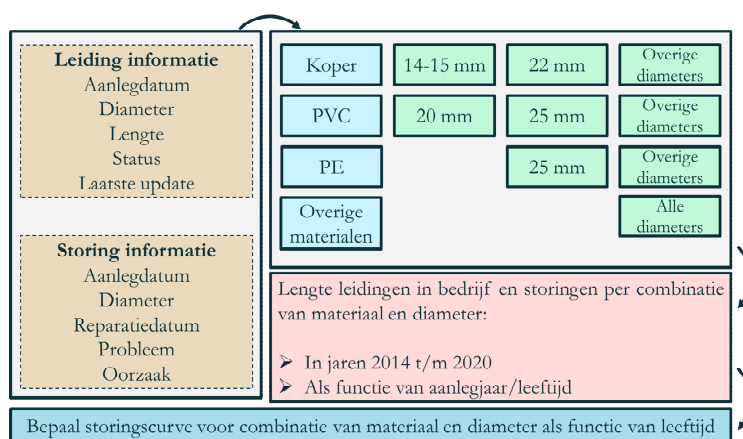 Leiding informatie
Aanlegdatum
Diameter
Lengte
Status
Laatste update
Storing informatie
Aanlegdatum
Diameter
Reparatiedatum
Probleem
Oorzaak
Koper
14-15 mm
22 mm
Overige
diameters
PVC
20 mm
25 mm
Overige
diameters
PE
25 mm
Overige
diameters
Overige
materialen
Alle
diameters
Lengte leidingen in bedrijf en storingen per combinatie
van materiaal en diameter:
➤ In jaren 2014 t/m 2020
➤ Als functie van aanlegjaar/leeftijd
Bepaal storingscurve voor combinatie van materiaal en diameter als functie van leeftijd